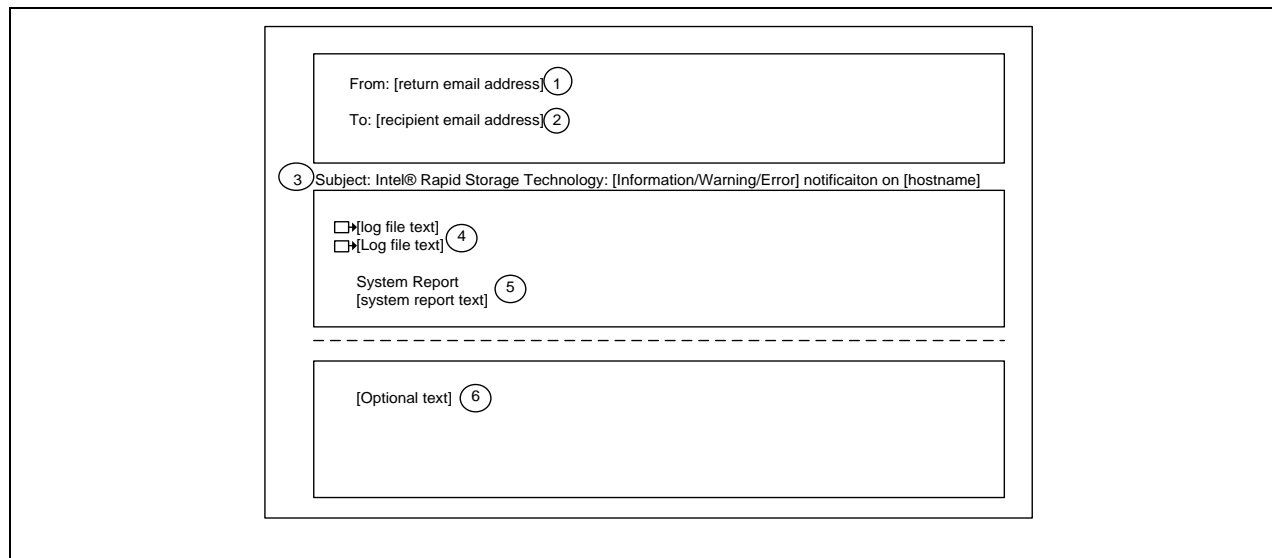 From: [return email address] 1
To: [recipient email address] 2
3 Subject: Intel® Rapid Storage Technology: [Information/Warning/Error] notificaiton on [hostname]
[log file text]
[Log file text] 4
System Report
[system report text] 5
[Optional text] 6